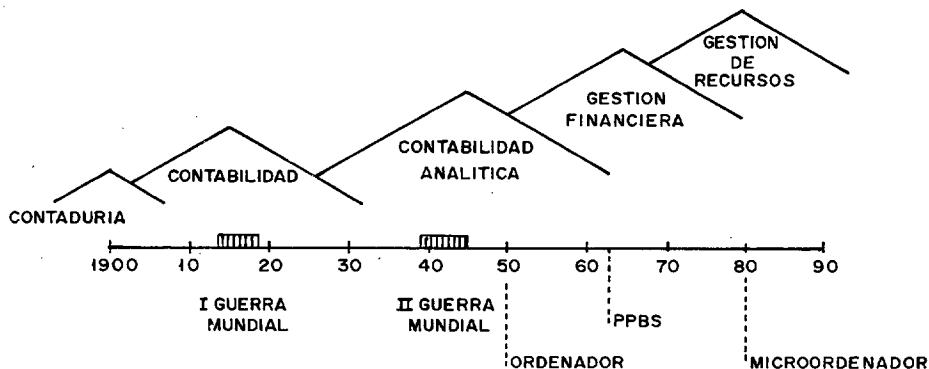 GESTION
DE
RECURSOS
GESTION
FINANCIERA
CONTABILIDAD
ANALITICA
CONTABILIDAD
CONTADURIA
1900 10 20 30 40 50 60 70 80 90
I GUERRA
MUNDIAL
II GUERRA
MUNDIAL
PPBS
ORDENADOR
MICROORDENADOR